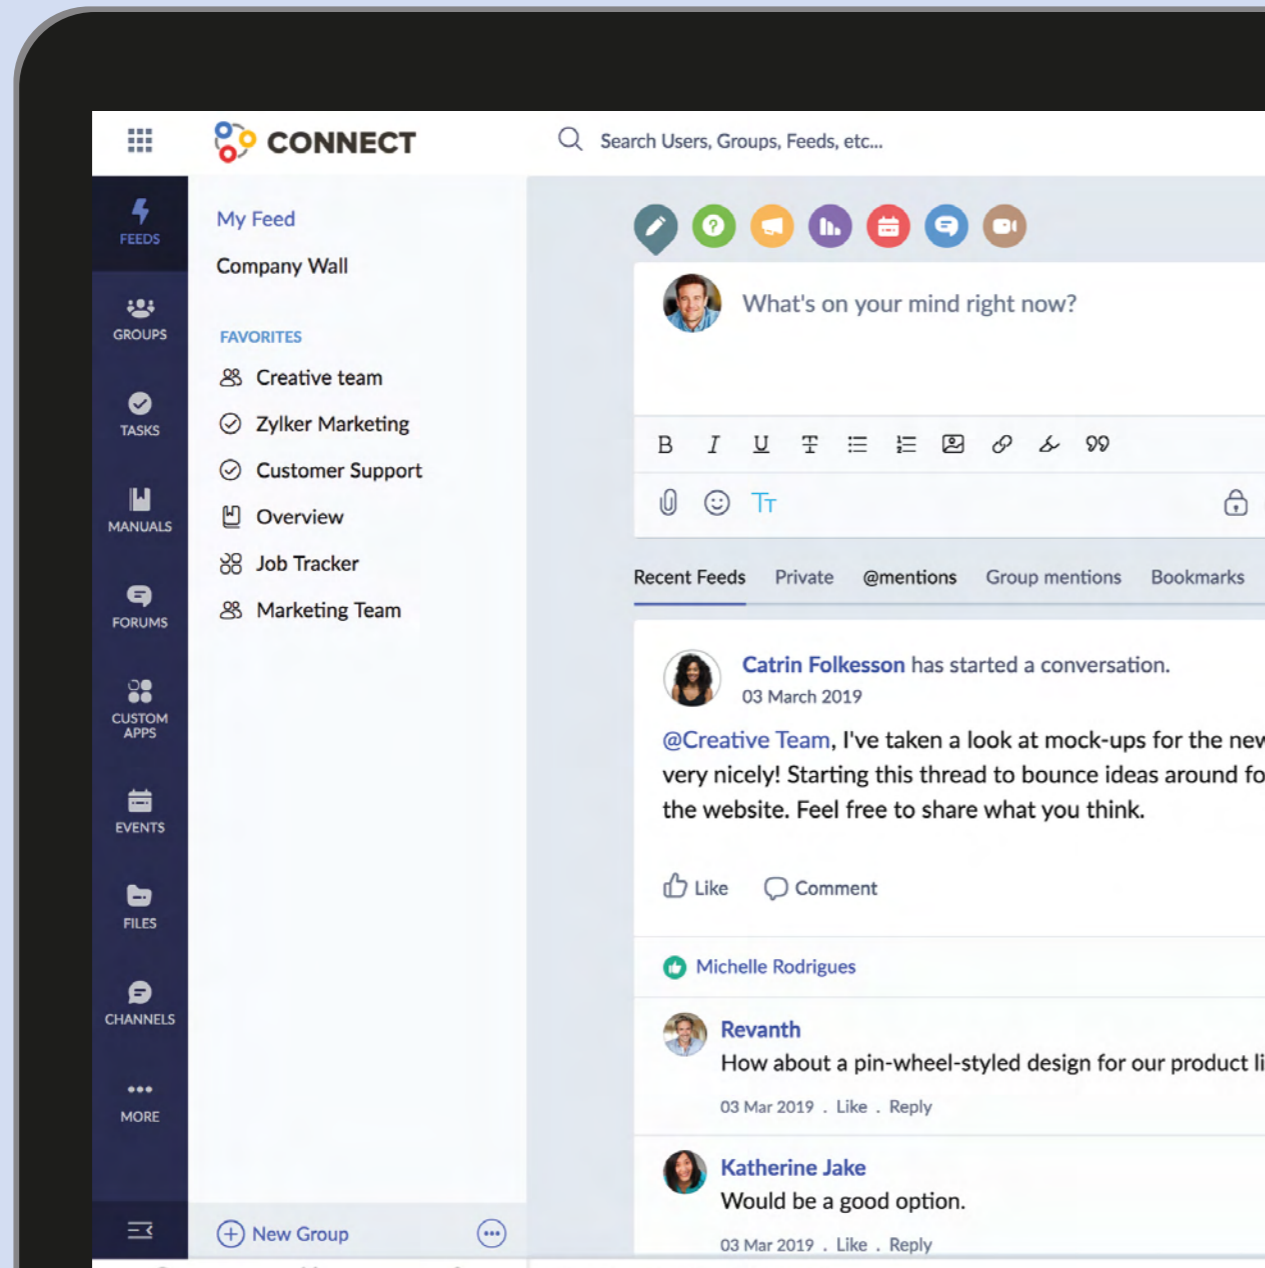 CONNECT
Search Users, Groups, Feeds, etc...
FEEDS
GROUPS
TASKS
MANUALS
FORUMS
CUSTOM
APPS
EVENTS
FILES
CHANNELS
MORE
My Feed
Company Wall
FAVORITES
Creative team
Zylker Marketing
Customer Support
Overview
Job Tracker
Marketing Team
New Group
What's on your mind right now?
B I U T
TT
Recent Feeds Private @mentions Group mentions Bookmarks
Catrin Folkesson has started a conversation.
03 March 2019
@Creative Team, I've taken a look at mock-ups for the new
very nicely! Starting this thread to bounce ideas around fo
the website. Feel free to share what you think.
Like Comment
Michelle Rodrigues
Revanth
How about a pin-wheel-styled design for our product li
03 Mar 2019 . Like . Reply
Katherine Jake
Would be a good option.
03 Mar 2019 . Like . Reply